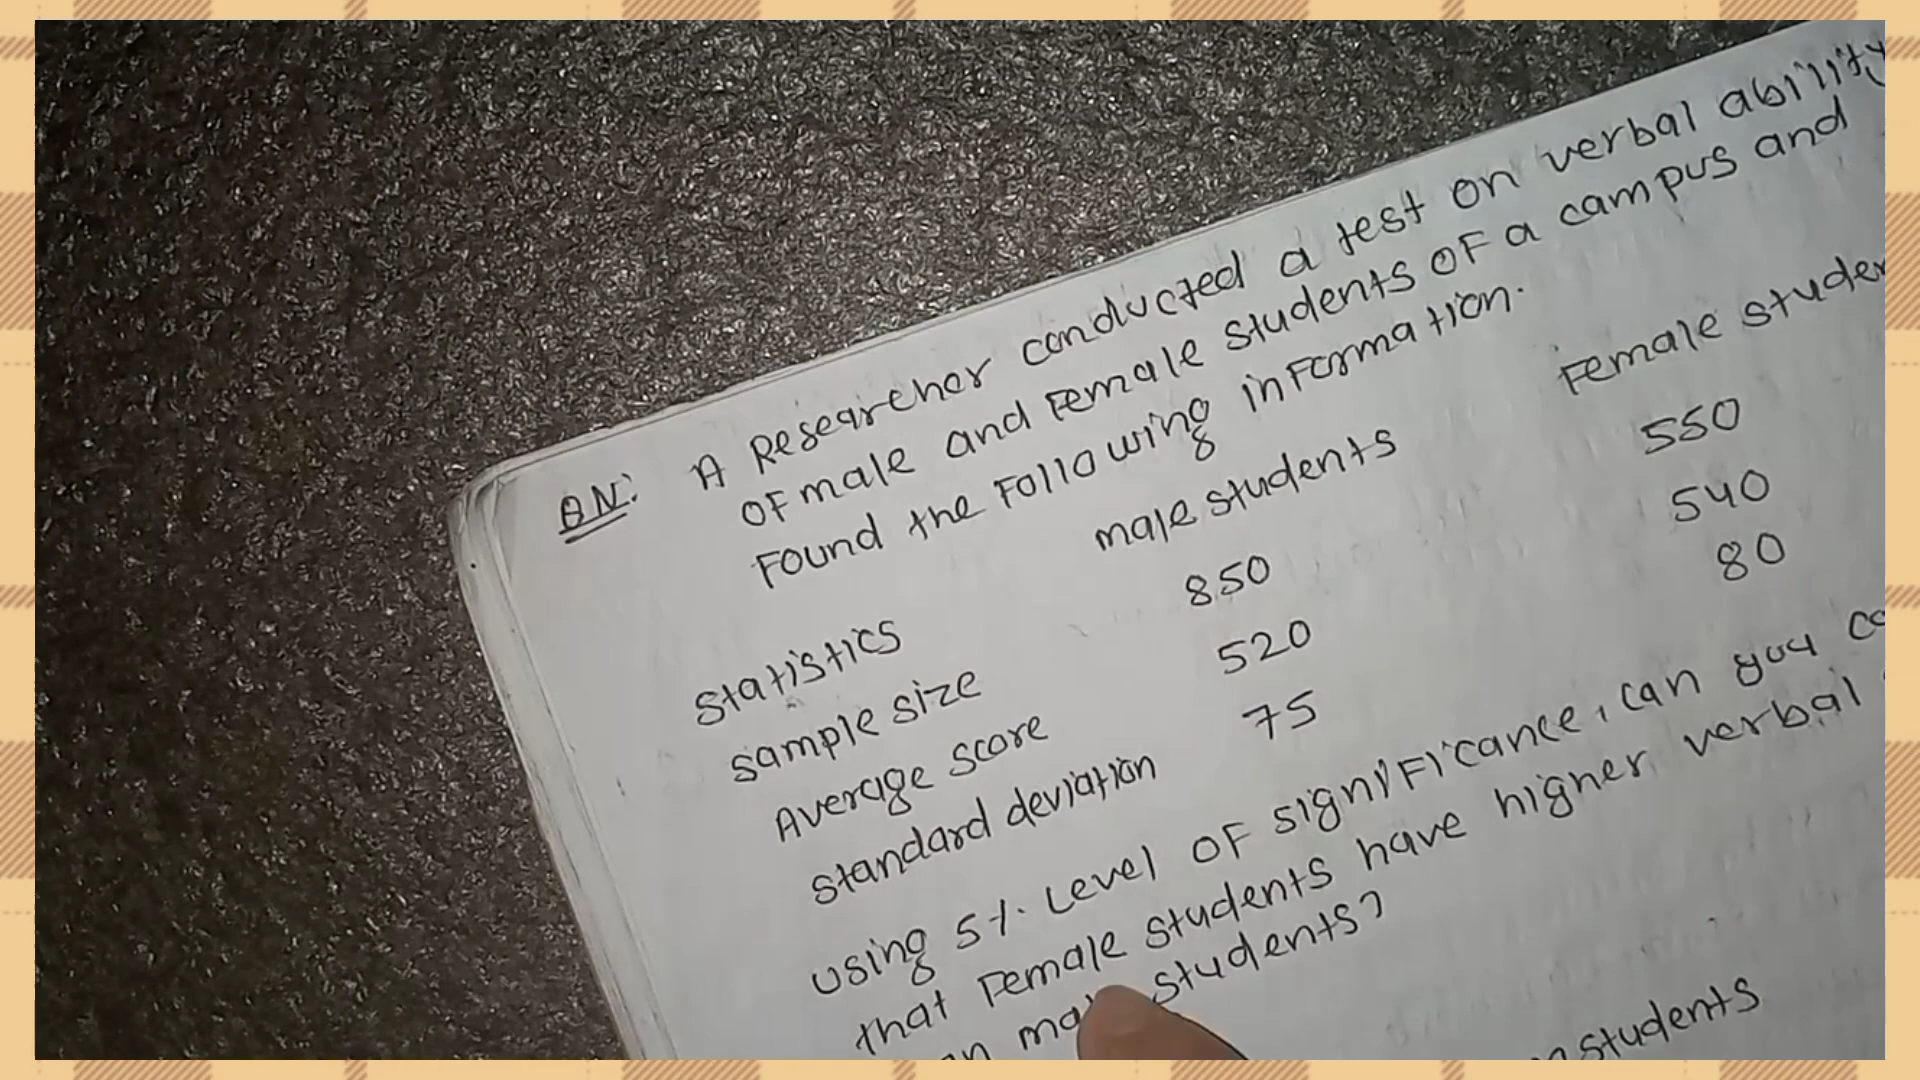 QN: A Researcher conducted a test on verbal ability
OF male and Female students OF a campus and
Found the Following information.
Statistics male students Female
sample size 850 550
Average score 520 540
standard deviation 75 80
using 5%. Level OF significance, can you
that Female students have higher verbal
students?
students